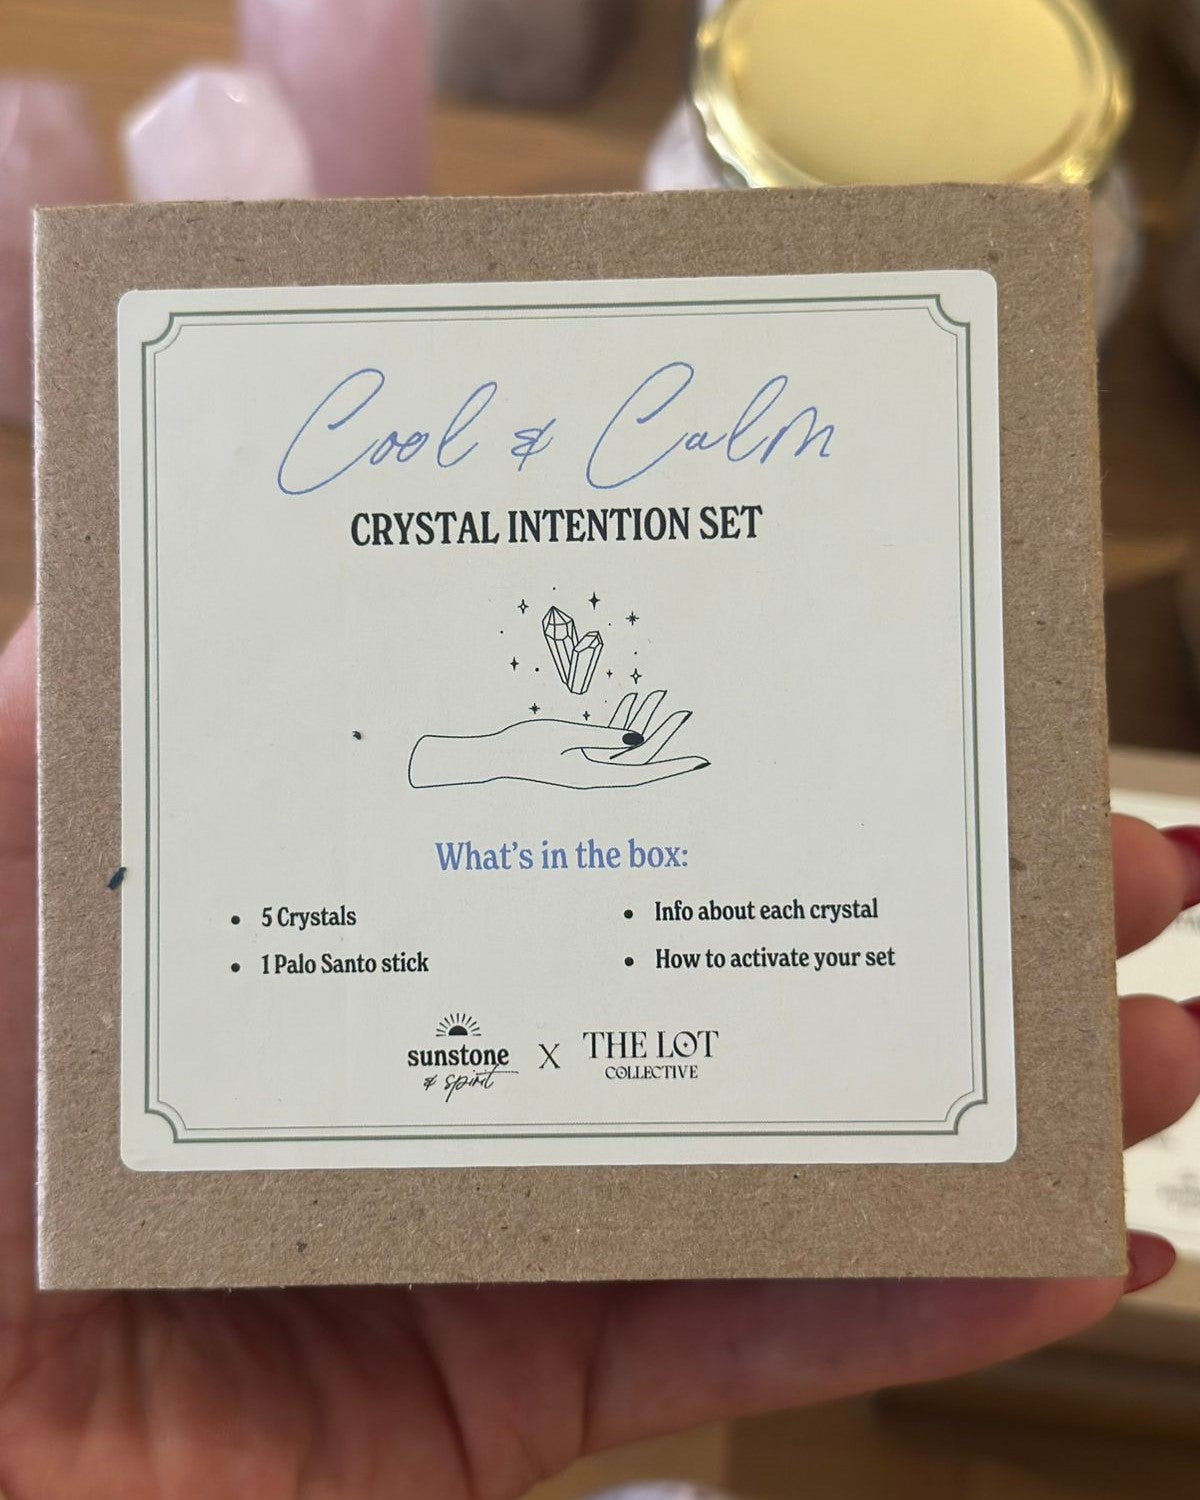 Cool & Calm
CRYSTAL INTENTION SET
What's in the box:
• 5 Crystals
• 1 Palo Santo stick
• Info about each crystal
• How to activate your set
sunstone
& spirit
X
THE LOT
COLLECTIVE